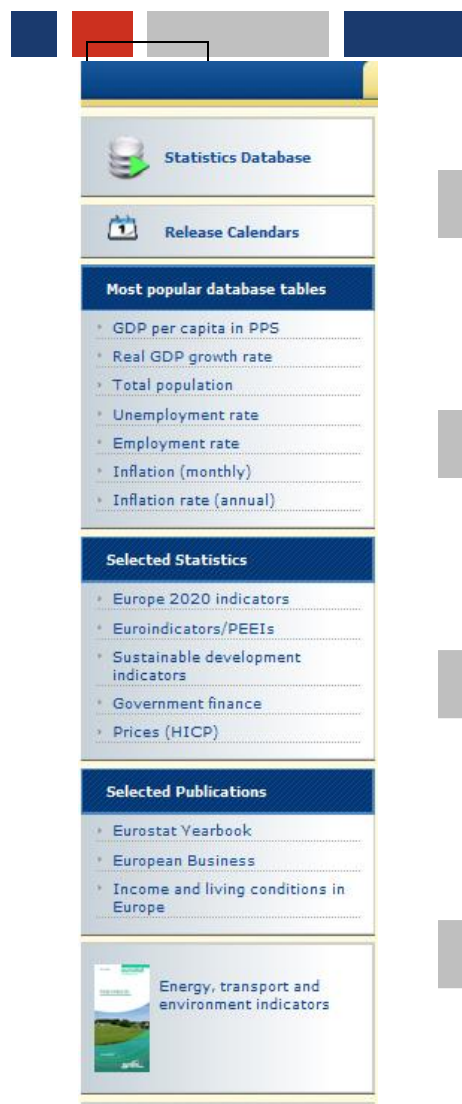 Statistics Database
1
Release Calendars
Most popular database tables
GDP per capita in PPS
Real GDP growth rate
Total population
Unemployment rate
Employment rate
Inflation (monthly)
Inflation rate (annual)
Selected Statistics
Europe 2020 indicators
Euroindicators/PEEIs
Sustainable development
indicators
Government finance
Prices (HICP)
Selected Publications
Eurostat Yearbook
European Business
Income and living conditions in
Europe
Energy, transport and
environment indicators